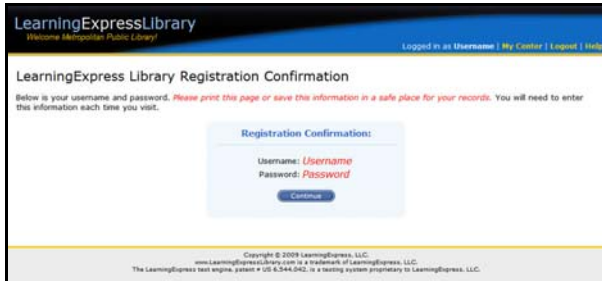 LearningExpressLibrary
Welcome Metropolitan Public Library!
Logged in as Username | My Center | Logout | Help
LearningExpress Library Registration Confirmation
Below is your username and password. Please print this page or save this information in a safe place for your records. You will need to enter
this information each time you visit.
Registration Confirmation:
Username: Username
Password: Password
Continue
Copyright © 2009 LearningExpress, LLC.
www.LearningExpressLibrary.com is a trademark of LearningExpress, LLC.
The LearningExpress test engine, patent # US 6,544,042, is a testing system proprietary to LearningExpress, LLC.